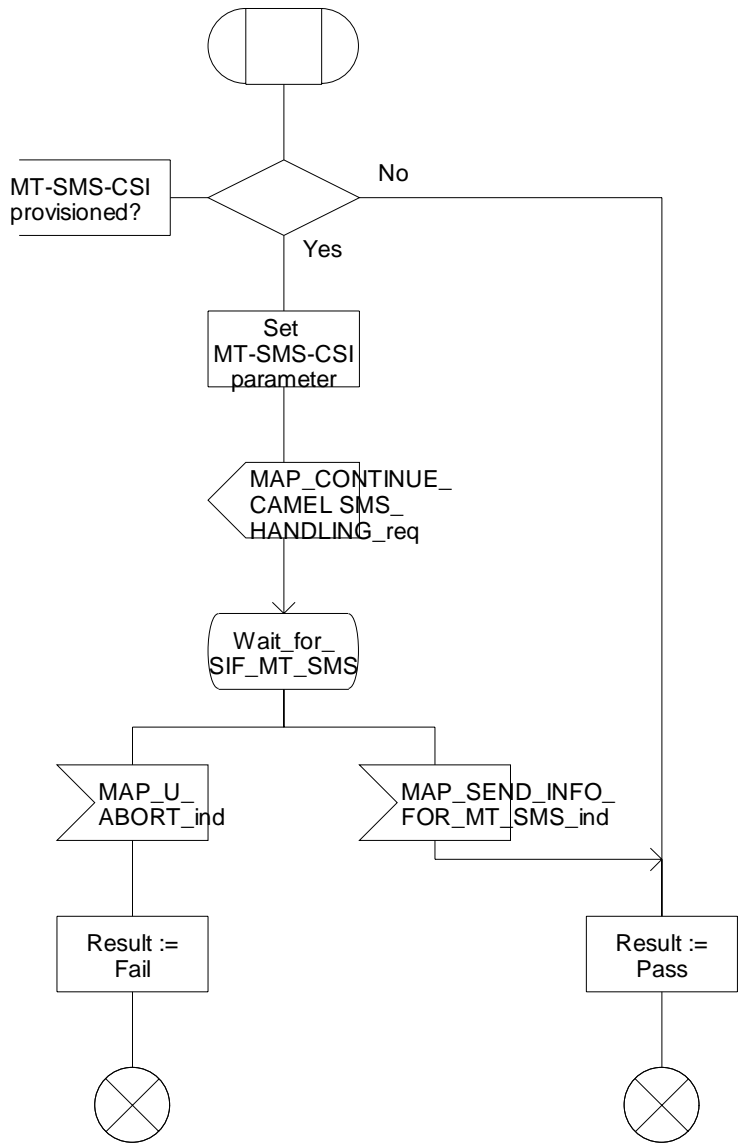 MT-SMS-CSI
provisioned?
No
Yes
Set
MT-SMS-CSI
parameter
MAP_CONTINUE_
CAMEL SMS_
HANDLING_req
Wait_for_
SIF_MT_SMS
MAP_U_
ABORT_ind
MAP_SEND_INFO_
FOR_MT_SMS_ind
Result :=
Fail
Result :=
Pass